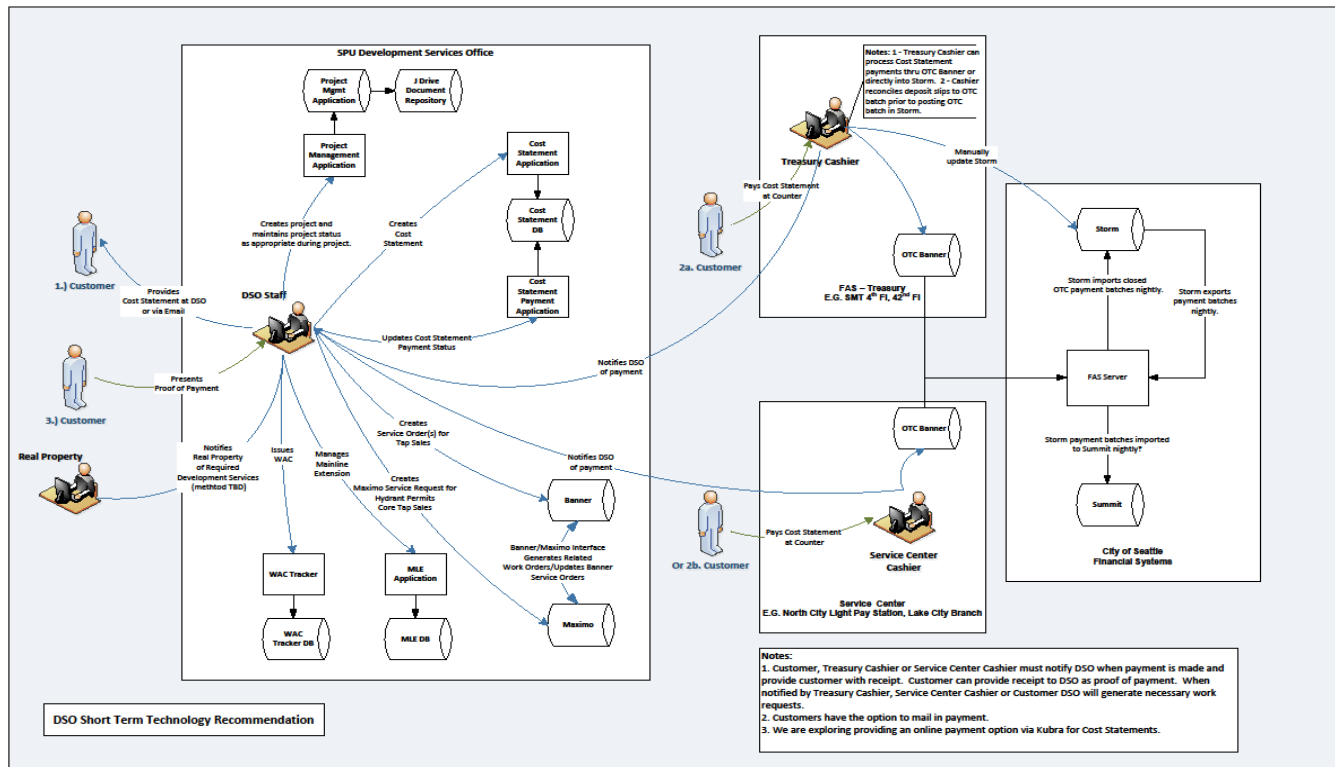 SPU Development Services Office
Project
Mgmt
Application
J Drive
Document
Repository
Project
Management
Application
Cost
Statement
Application
Creates project and
maintains project status
as appropriate during project.
Creates
Cost
Statement
Cost
Statement
DB
1.) Customer
Provides
Cost Statement at DSO
or via Email
DSO Staff
Cost
Statement
Payment
Application
Updates Cost Statement
Payment Status
3.) Customer
Presents
Proof of Payment
Real Property
Notifies
Real Property
of Required
Development Services
(methtod TBD)
Issues
WAC
Manages
Mainline
Extension
Creates
Service Order(s) for
Tap Sales
Creates
Maximo Service Request for
Hydrant Permits
Core Tap Sales
Banner
Banner/Maximo Interface
Generates Related
Work Orders/Updates Banner
Service Orders
Maximo
WAC Tracker
WAC
Tracker DB
MLE
Application
MLE DB
DSO Short Term Technology Recommendation
Notes: 1 - Treasury Cashier can
process Cost Statement
payments thru OTC Banner or
directly into Storm. 2 - Cashier
reconciles deposit slips to OTC
batch prior to posting OTC
batch in Storm.
Treasury Cashier
Manually
update Storm
Pays Cost Statement
at Counter
2a. Customer
OTC Banner
FAS – Treasury
E.G. SMT 4th Fl, 42nd Fl
Notifies DSO
of payment
Storm
Storm imports closed
OTC payment batches nightly.
Storm exports
payment batches
nightly.
FAS Server
Storm payment batches imported
to Summit nightly?
Summit
City of Seattle
Financial Systems
OTC Banner
Notifies DSO
of payment
Pays Cost Statement
at Counter
Or 2b. Customer
Service Center
Cashier
Service Center
E.G. North City Light Pay Station, Lake City Branch
Notes:
1. Customer, Treasury Cashier or Service Center Cashier must notify DSO when payment is made and
provide customer with receipt. Customer can provide receipt to DSO as proof of payment. When
notified by Treasury Cashier, Service Center Cashier or Customer DSO will generate necessary work
requests.
2. Customers have the option to mail in payment.
3. We are exploring providing an online payment option via Kubra for Cost Statements.